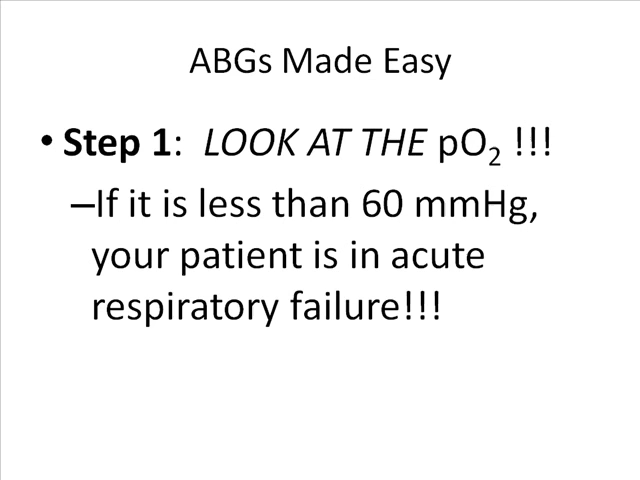 ABGs Made Easy
• Step 1:  LOOK AT THE pO₂ !!!
–If it is less than 60 mmHg,
your patient is in acute
respiratory failure!!!